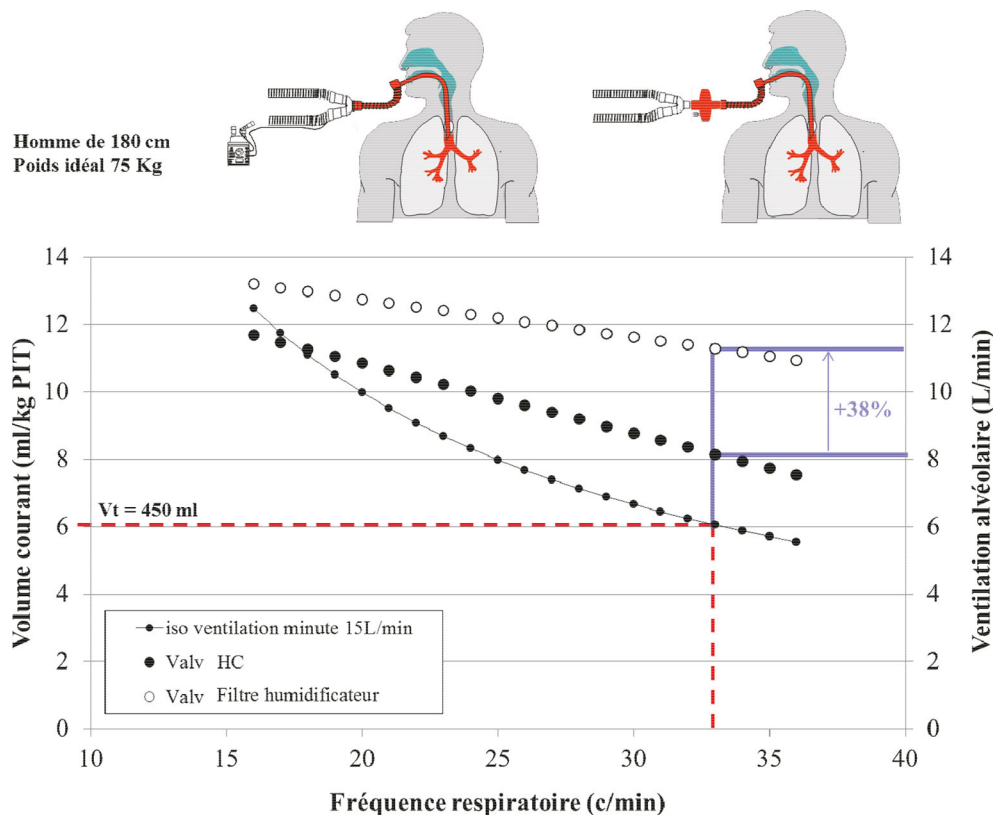 Homme de 180 cm
Poids idéal 75 Kg
Volume courant (ml/kg PIT)
14
12
10
8
6
4
2
0
Vt = 450 ml
+38%
iso ventilation minute 15L/min
Valv HC
Valv Filtre humidificateur
14
12
10
8
6
4
2
0
Ventilation alvéolaire (L/min)
10 15 20 25 30 35 40
Fréquence respiratoire (c/min)